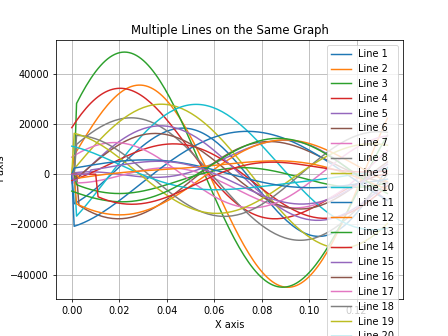 Multiple Lines on the Same Graph
40000
20000
0
−20000
−40000
0.00
0.02
0.04
0.06
0.08
0.10
X axis
axis
Line 1
Line 2
Line 3
Line 4
Line 5
Line 6
Line 7
Line 8
Line 9
Line 10
Line 11
Line 12
Line 13
Line 14
Line 15
Line 16
Line 17
Line 18
Line 19
Line 20